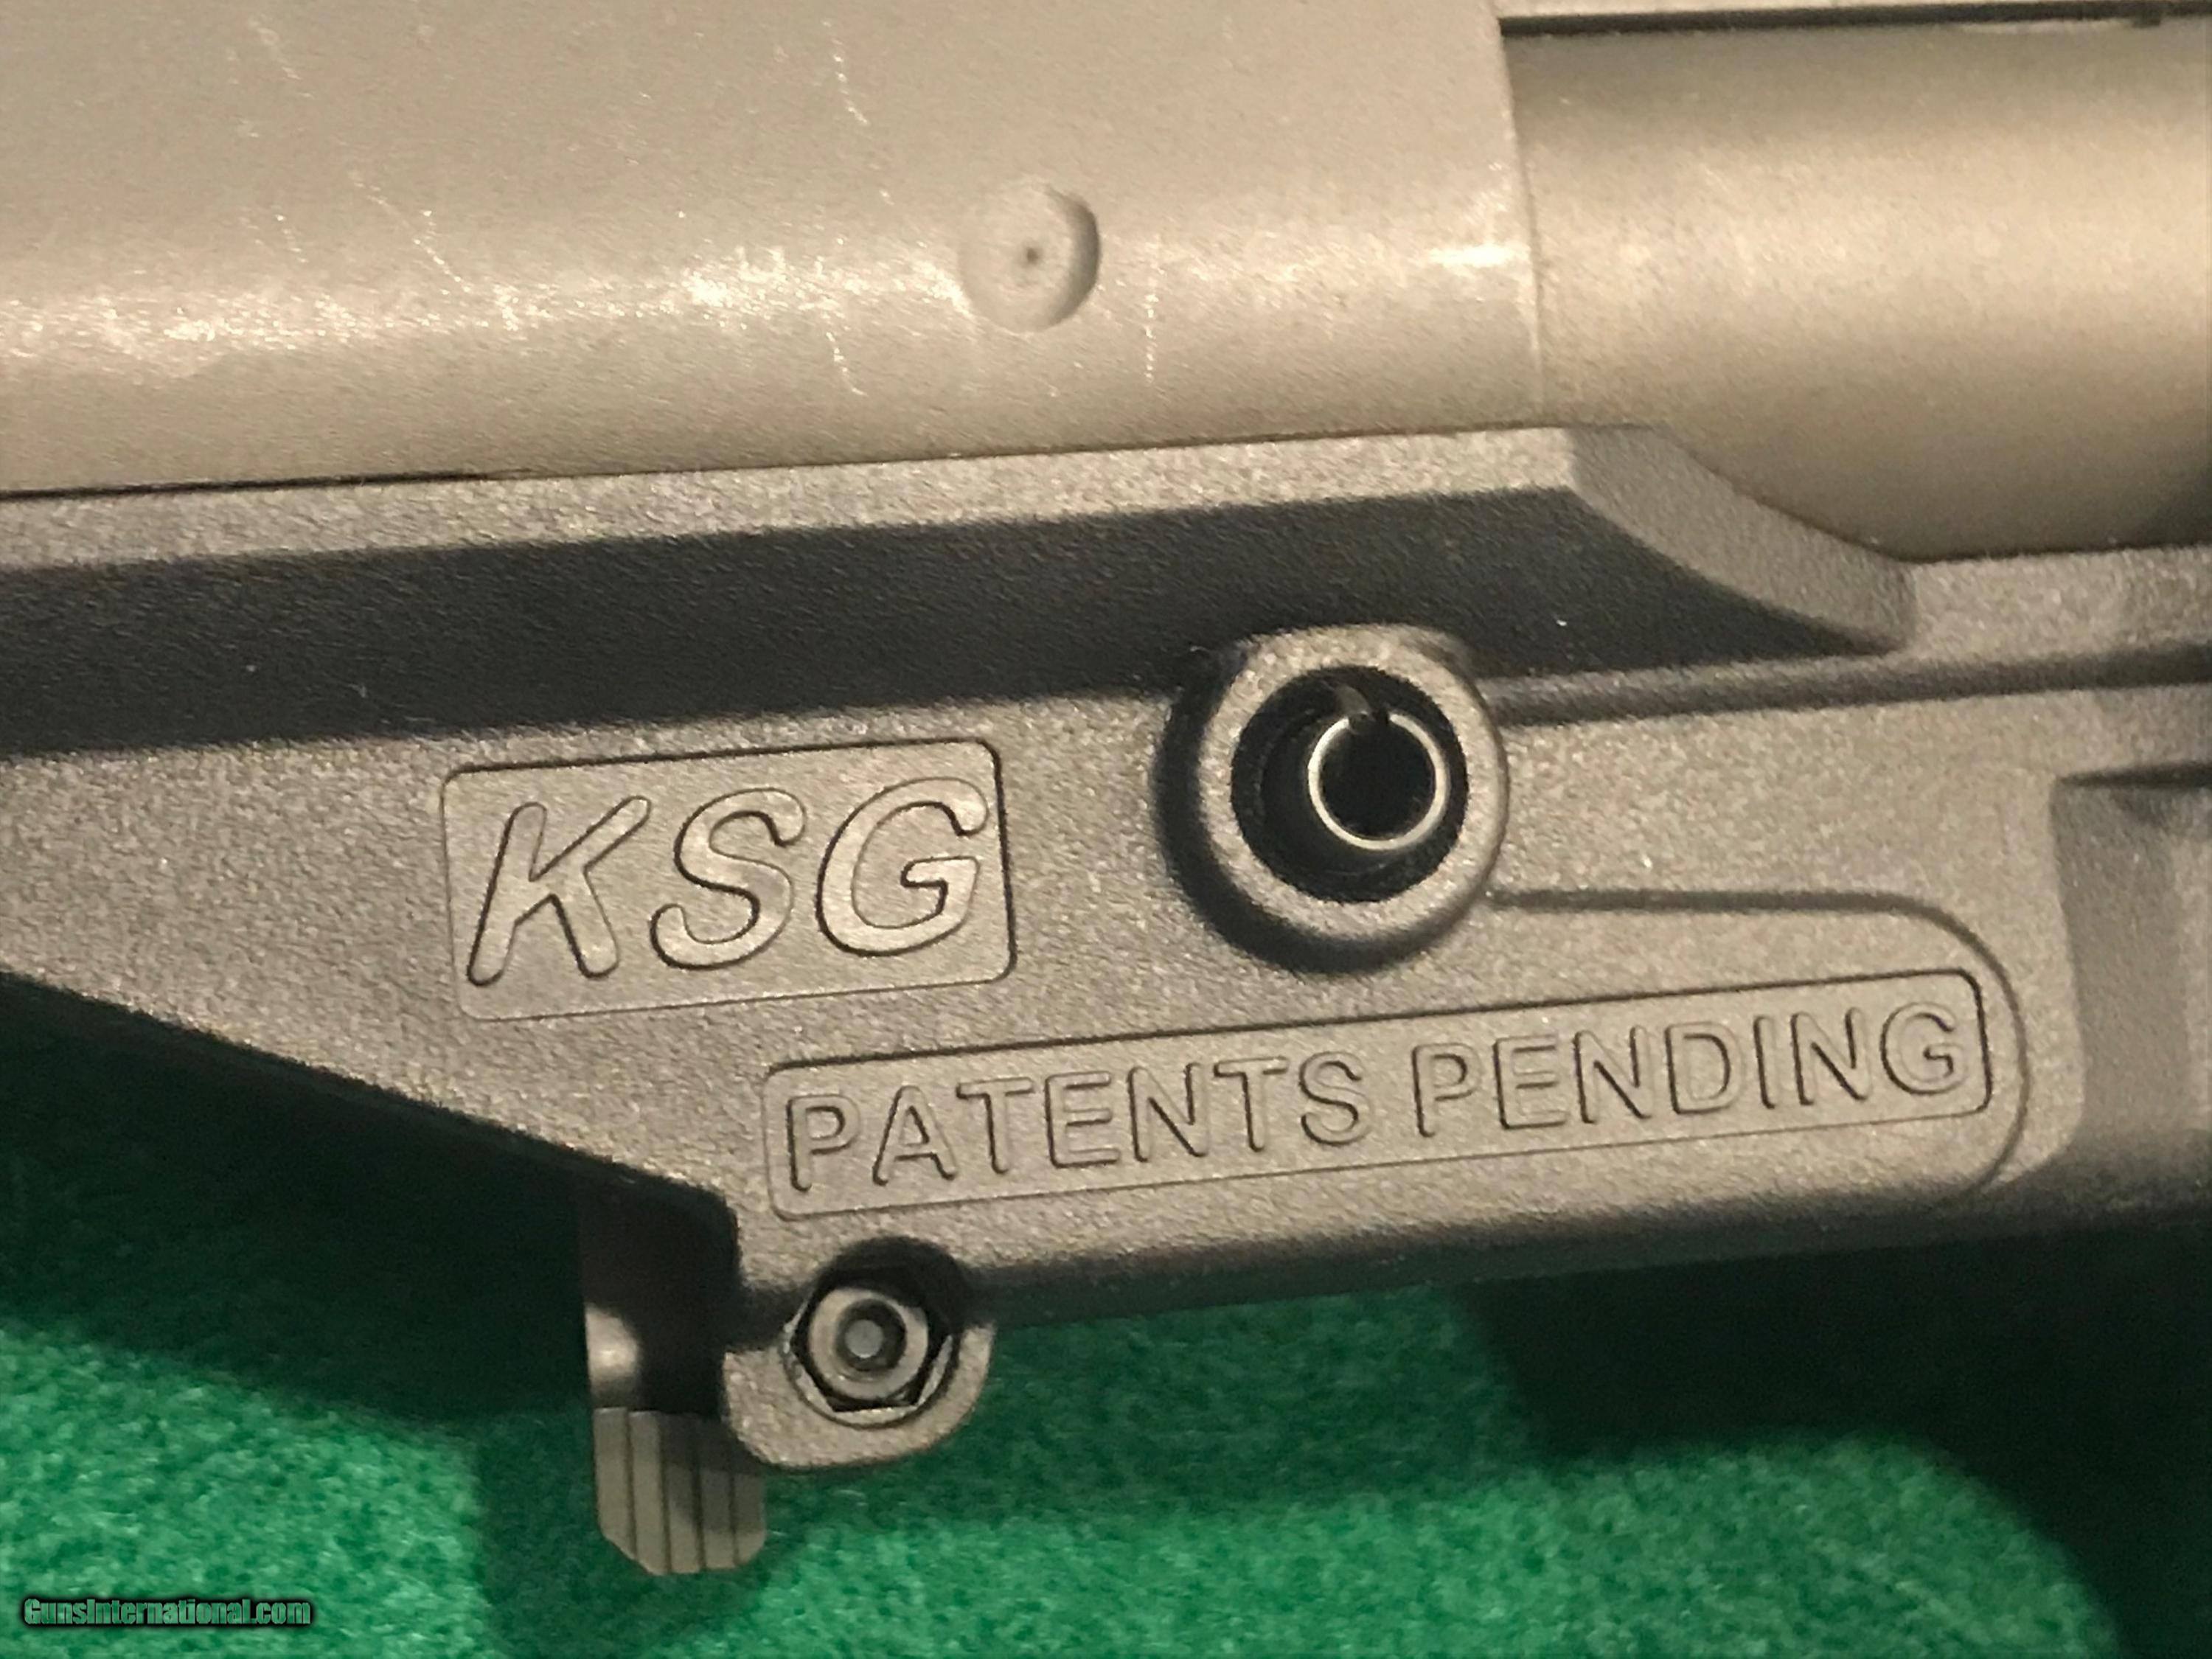 KSG
PATENTS PENDING
GunsInternational.com